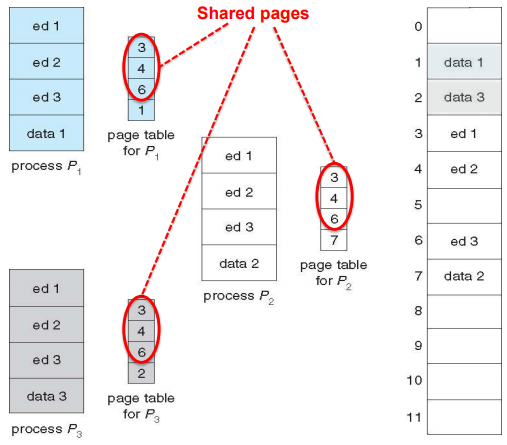 Shared pages
ed 1
ed 2
ed 3
data 1
process P1
3
4
6
1
page table
for P1
ed 1
ed 2
ed 3
data 2
process P2
3
4
6
7
page table
for P2
ed 1
ed 2
ed 3
data 3
process P3
3
4
6
2
page table
for P3
0
1 data 1
2 data 3
3 ed 1
4 ed 2
5
6 ed 3
7 data 2
8
9
10
11